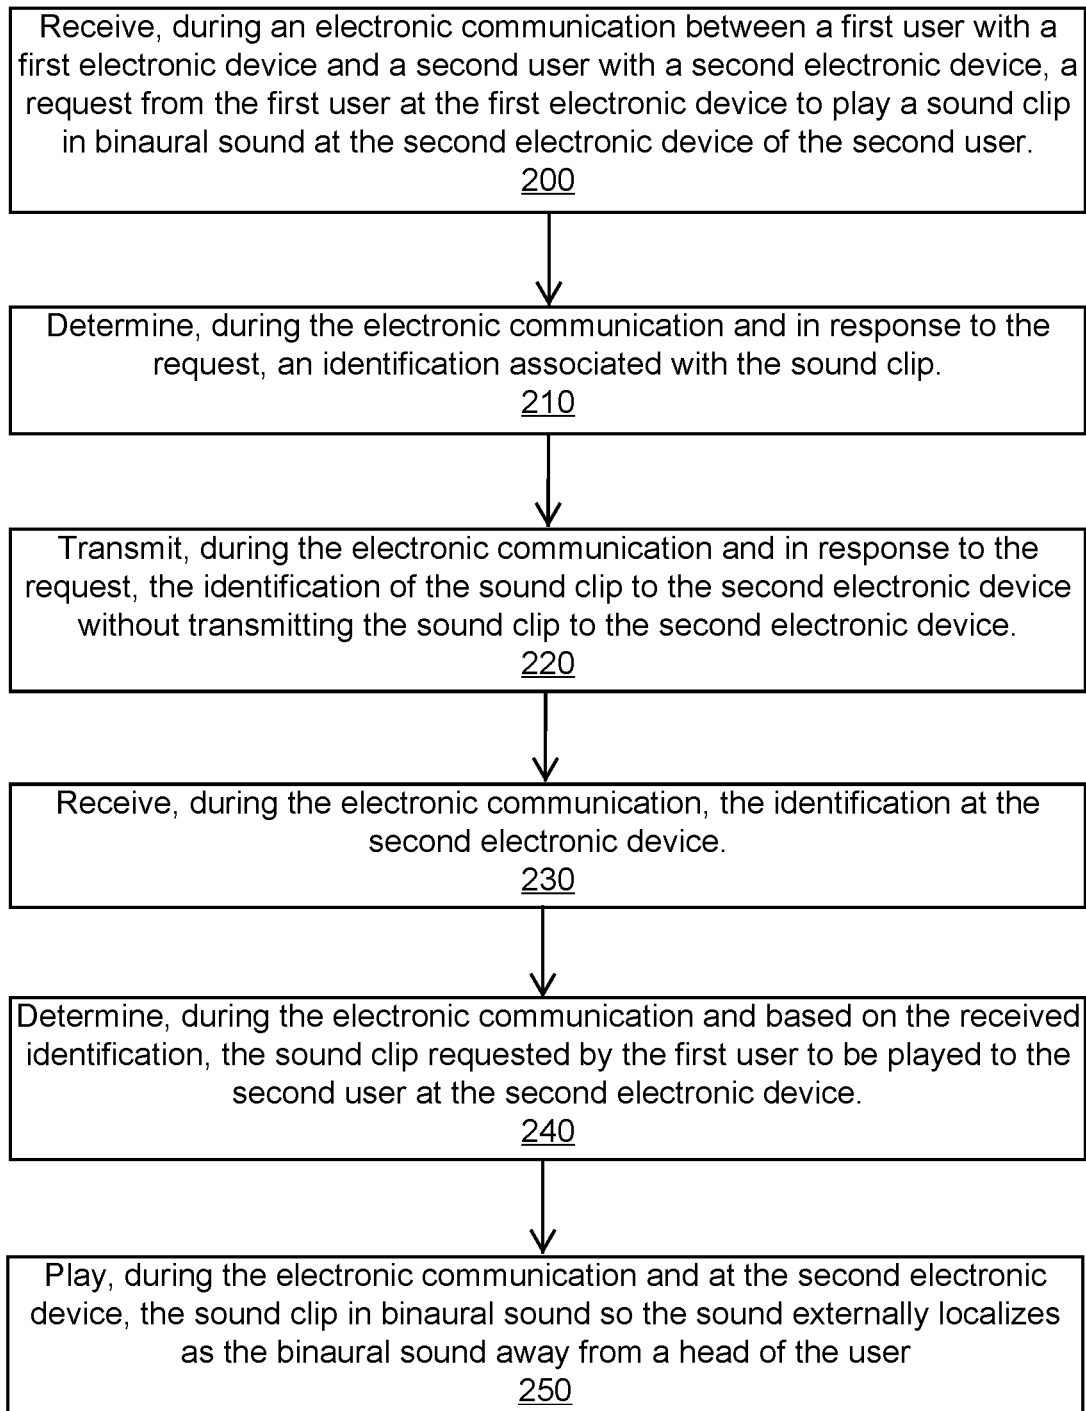 Receive, during an electronic communication between a first user with a
first electronic device and a second user with a second electronic device, a
request from the first user at the first electronic device to play a sound clip
in binaural sound at the second electronic device of the second user.
200
Determine, during the electronic communication and in response to the
request, an identification associated with the sound clip.
210
Transmit, during the electronic communication and in response to the
request, the identification of the sound clip to the second electronic device
without transmitting the sound clip to the second electronic device.
220
Receive, during the electronic communication, the identification at the
second electronic device.
230
Determine, during the electronic communication and based on the received
identification, the sound clip requested by the first user to be played to the
second user at the second electronic device.
240
Play, during the electronic communication and at the second electronic
device, the sound clip in binaural sound so the sound externally localizes
as the binaural sound away from a head of the user
250